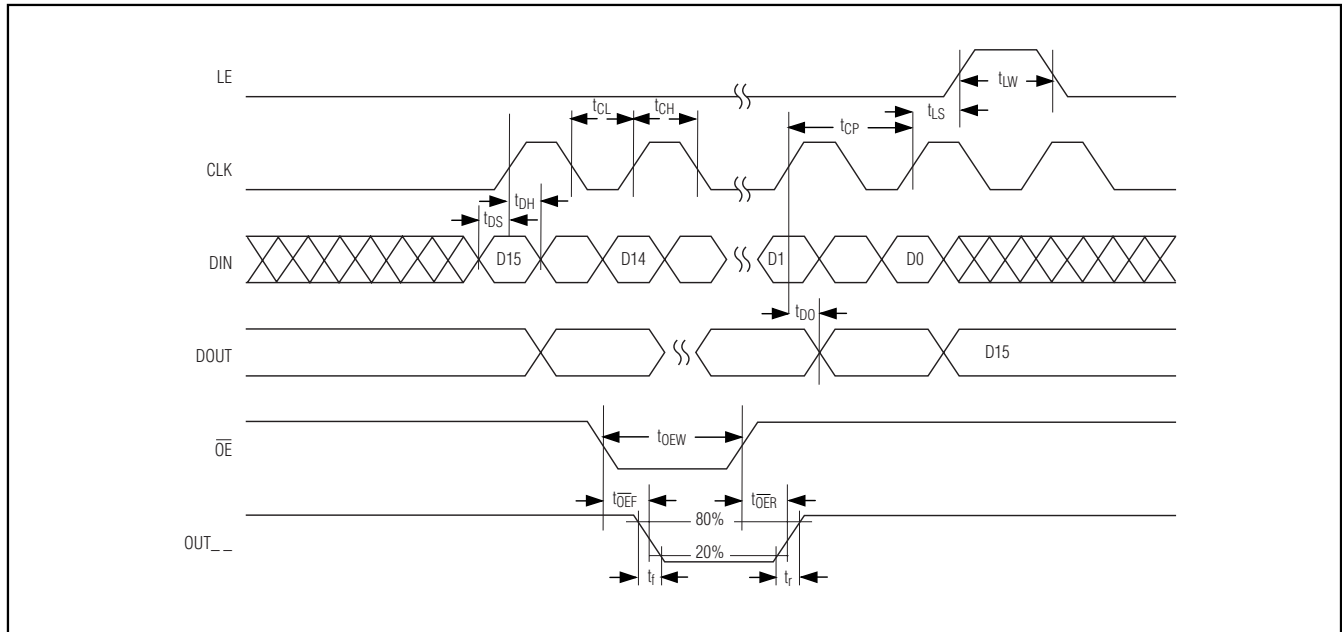 LE
tLW
tCL
tCH
tLS
tCP
CLK
tDH
tDS
DIN
D15
D14
D1
D0
tDO
DOUT
D15
OE
tOEW
tOEF
tOER
80%
OUT_ _
20%
tf
tr